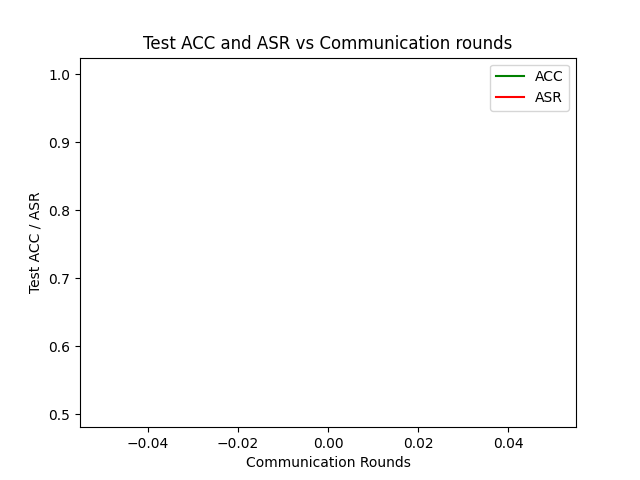 Test ACC and ASR vs Communication rounds
1.0
ACC
ASR
0.9
0.8
Test ACC / ASR
0.7
0.6
0.5
−0.04 −0.02 0.00 0.02 0.04
Communication Rounds